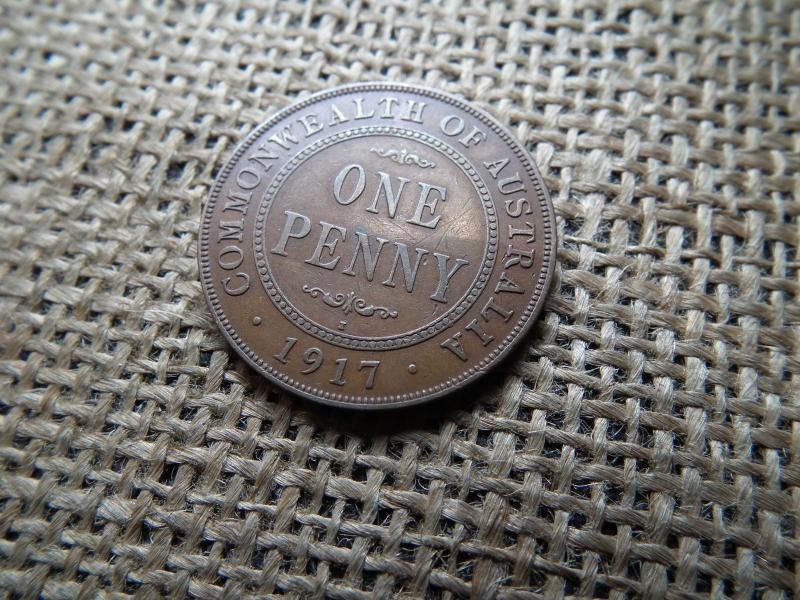 COMMONWEALTH OF AUSTRALIA
ONE
PENNY
I
· 1917 ·